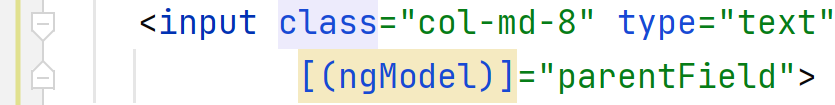 <input class="col-md-8" type="text"
[(ngModel)]="parentField">